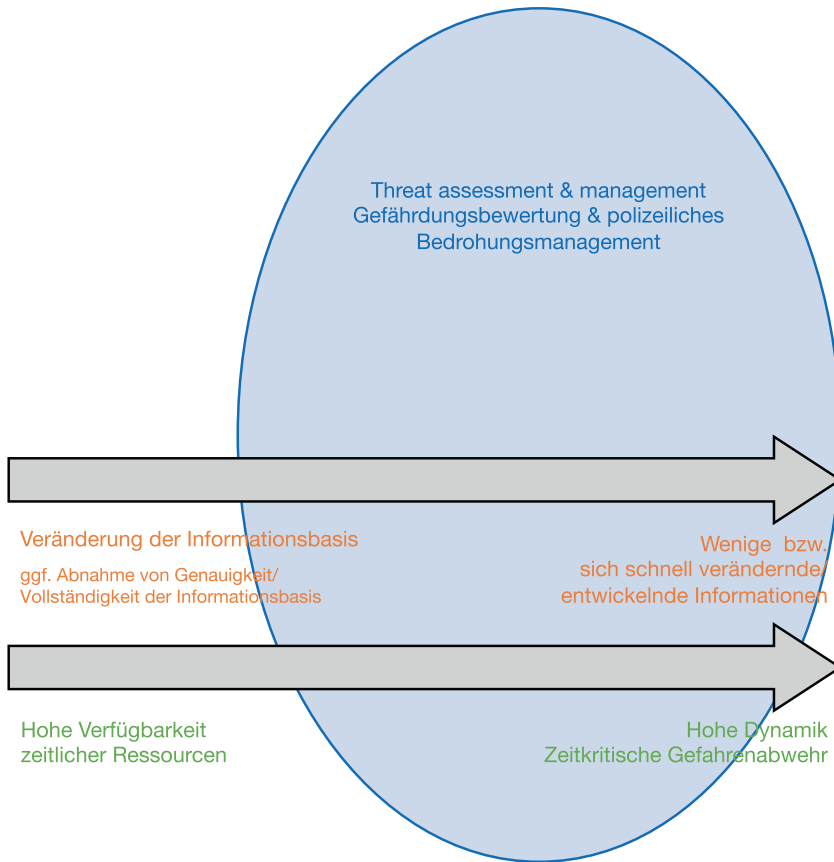 Threat assessment & management
Gefährdungsbewertung & polizeiliches
Bedrohungsmanagement
Veränderung der Informationsbasis
ggf. Abnahme von Genauigkeit/
Vollständigkeit der Informationsbasis
Wenige bzw.
sich schnell verändernde/
entwickelnde Informationen
Hohe Verfügbarkeit
zeitlicher Ressourcen
Hohe Dynamik
Zeitkritische Gefahrenabwehr